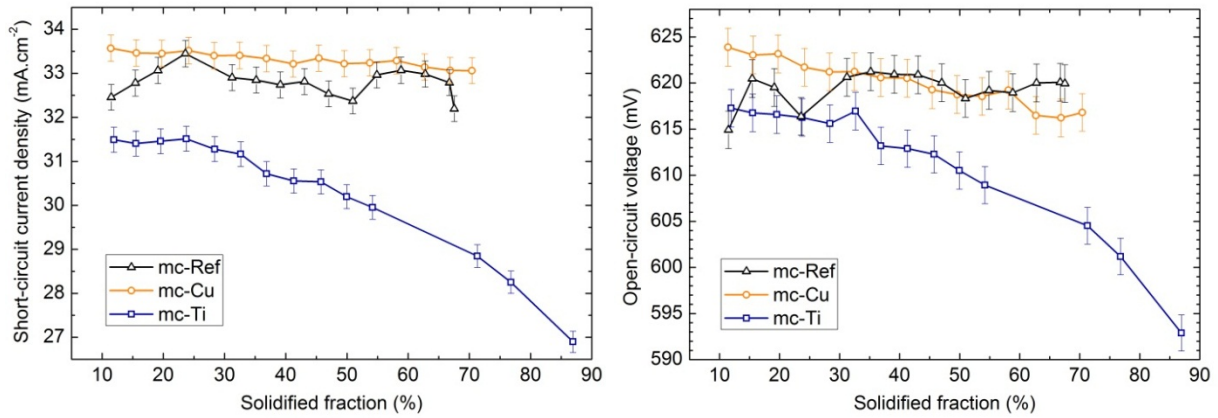 Short-circuit current density (mA.cm-2)
34
33
32
31
30
29
28
27
mc-Ref
mc-Cu
mc-Ti
10 20 30 40 50 60 70 80 90
Solidified fraction (%)
Open-circuit voltage (mV)
625
620
615
610
605
600
595
590
mc-Ref
mc-Cu
mc-Ti
10 20 30 40 50 60 70 80 90
Solidified fraction (%)